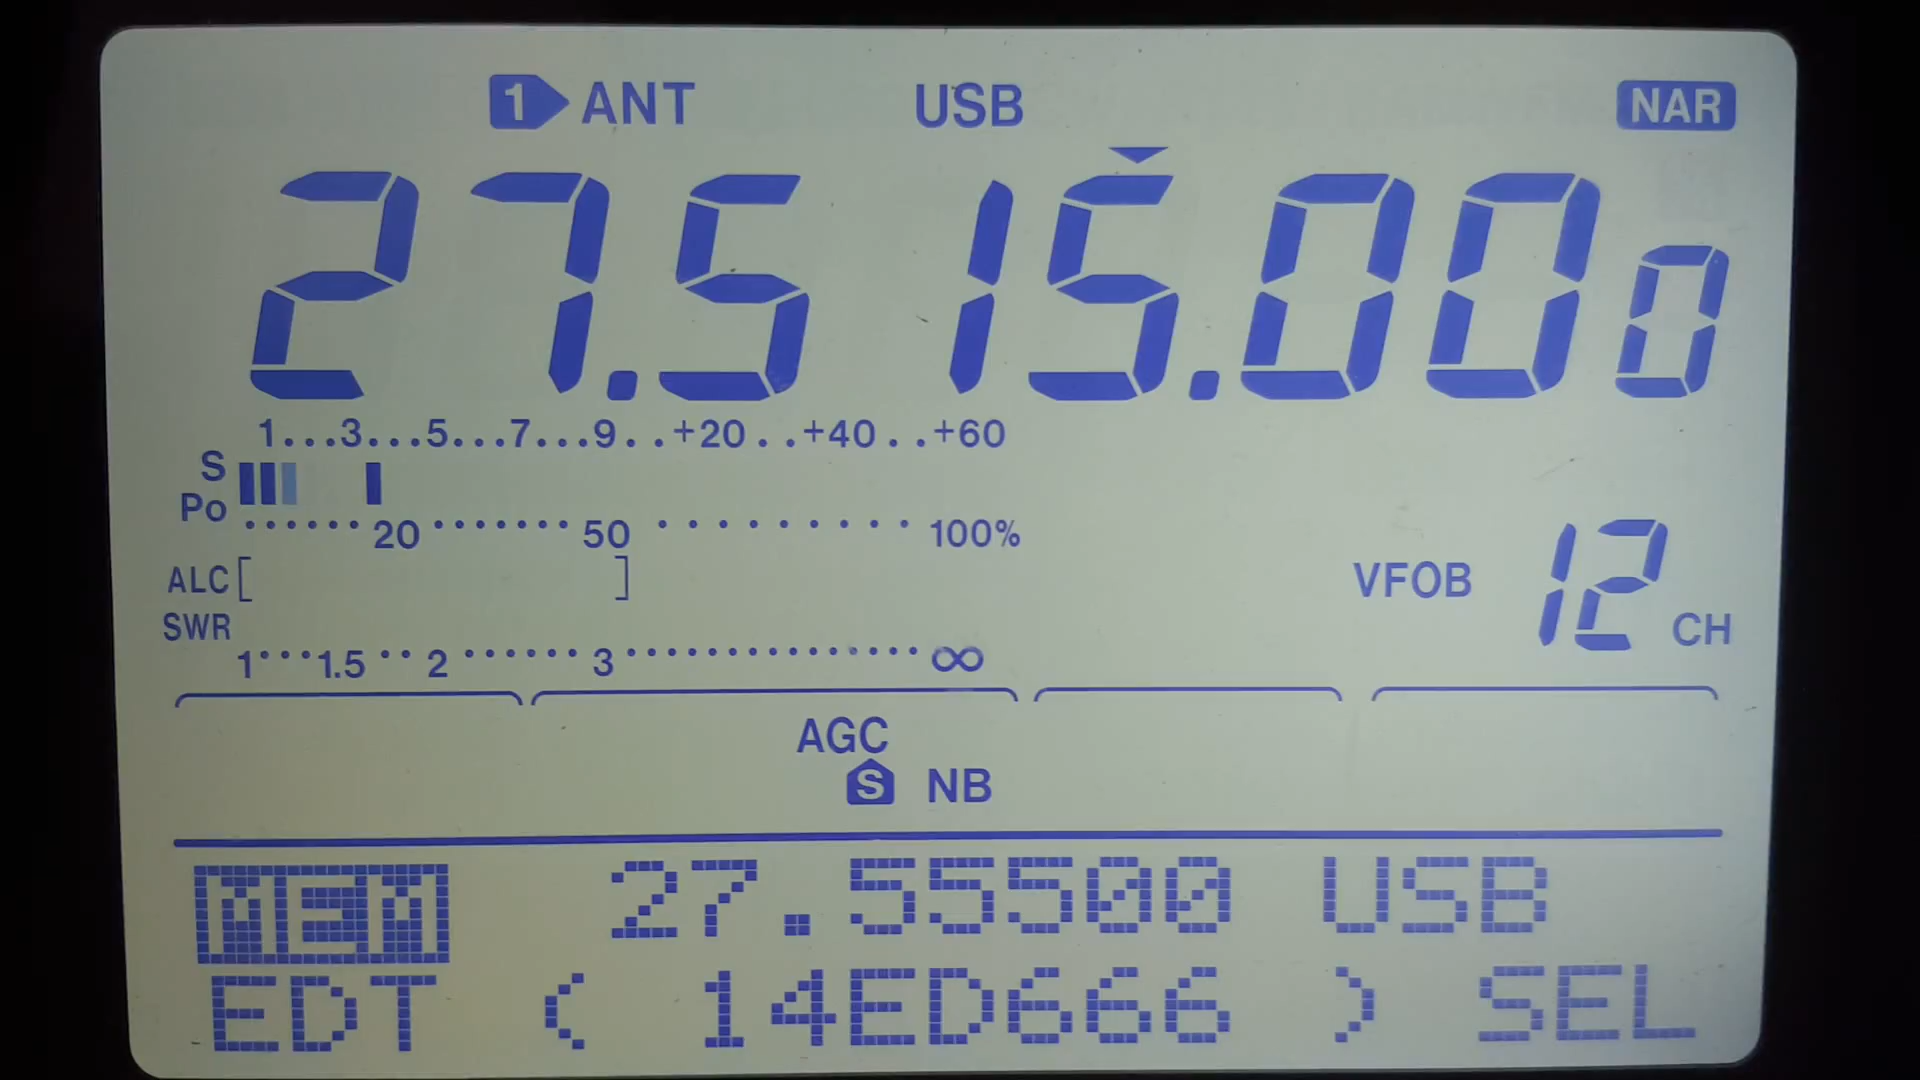 1 ANT USB NAR
27.515.000
1...3...5...7...9..+20..+40..+60
S
Po
20 50 100%
ALC [ ]
VFOB 12 CH
SWR
1 1.5 2 3 ∞
AGC
S NB
MEM 27.55500 USB
EDT ( 14ED666 ) SEL